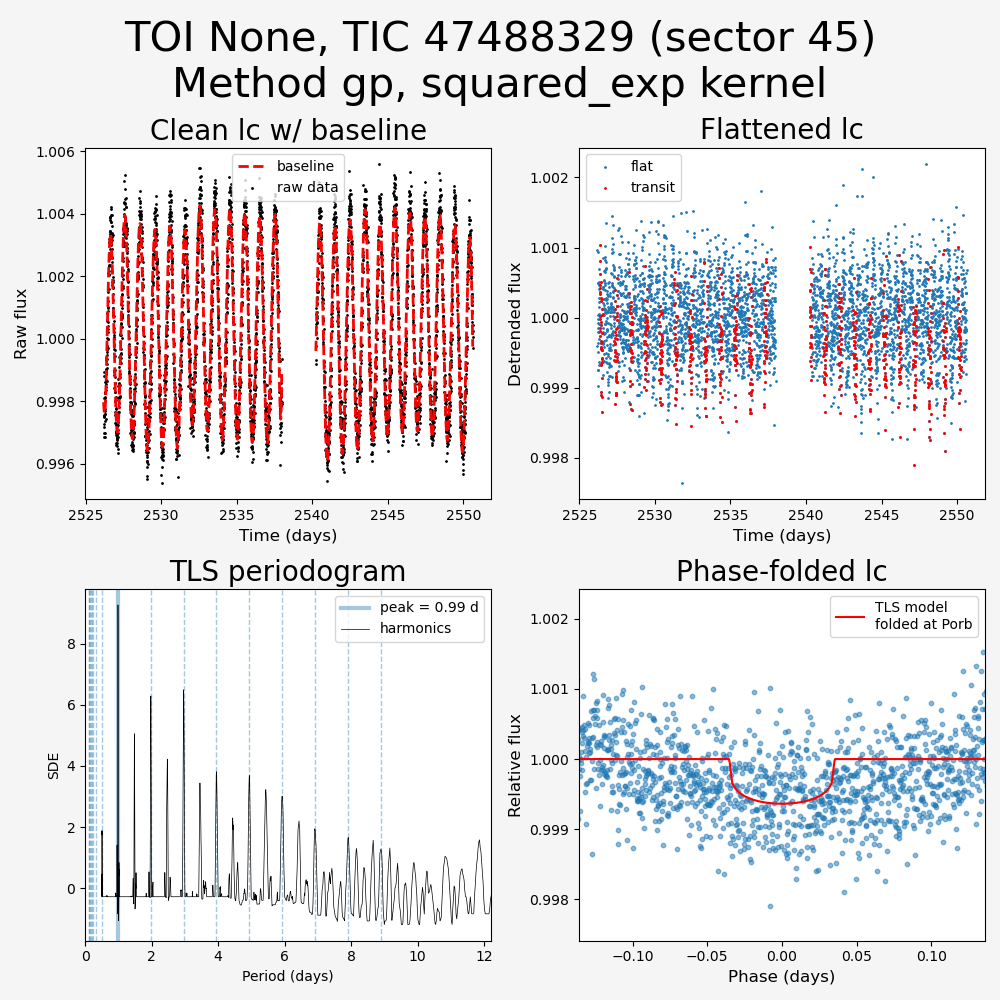 TOI None, TIC 47488329 (sector 45)
Method gp, squared_exp kernel
Clean lc w/ baseline
1.006
1.004
1.002
1.000
0.998
0.996
Raw flux
baseline
raw data
2525
2530
2535
2540
2545
2550
Time (days)
Flattened lc
1.002
1.001
1.000
0.999
0.998
Detrended flux
flat
transit
2525
2530
2535
2540
2545
2550
Time (days)
TLS periodogram
8
6
4
2
0
SDE
peak = 0.99 d
harmonics
0
2
4
6
8
10
12
Period (days)
Phase-folded lc
1.002
1.001
1.000
0.999
0.998
Relative flux
TLS model
folded at Porb
−0.10
−0.05
0.00
0.05
0.10
Phase (days)